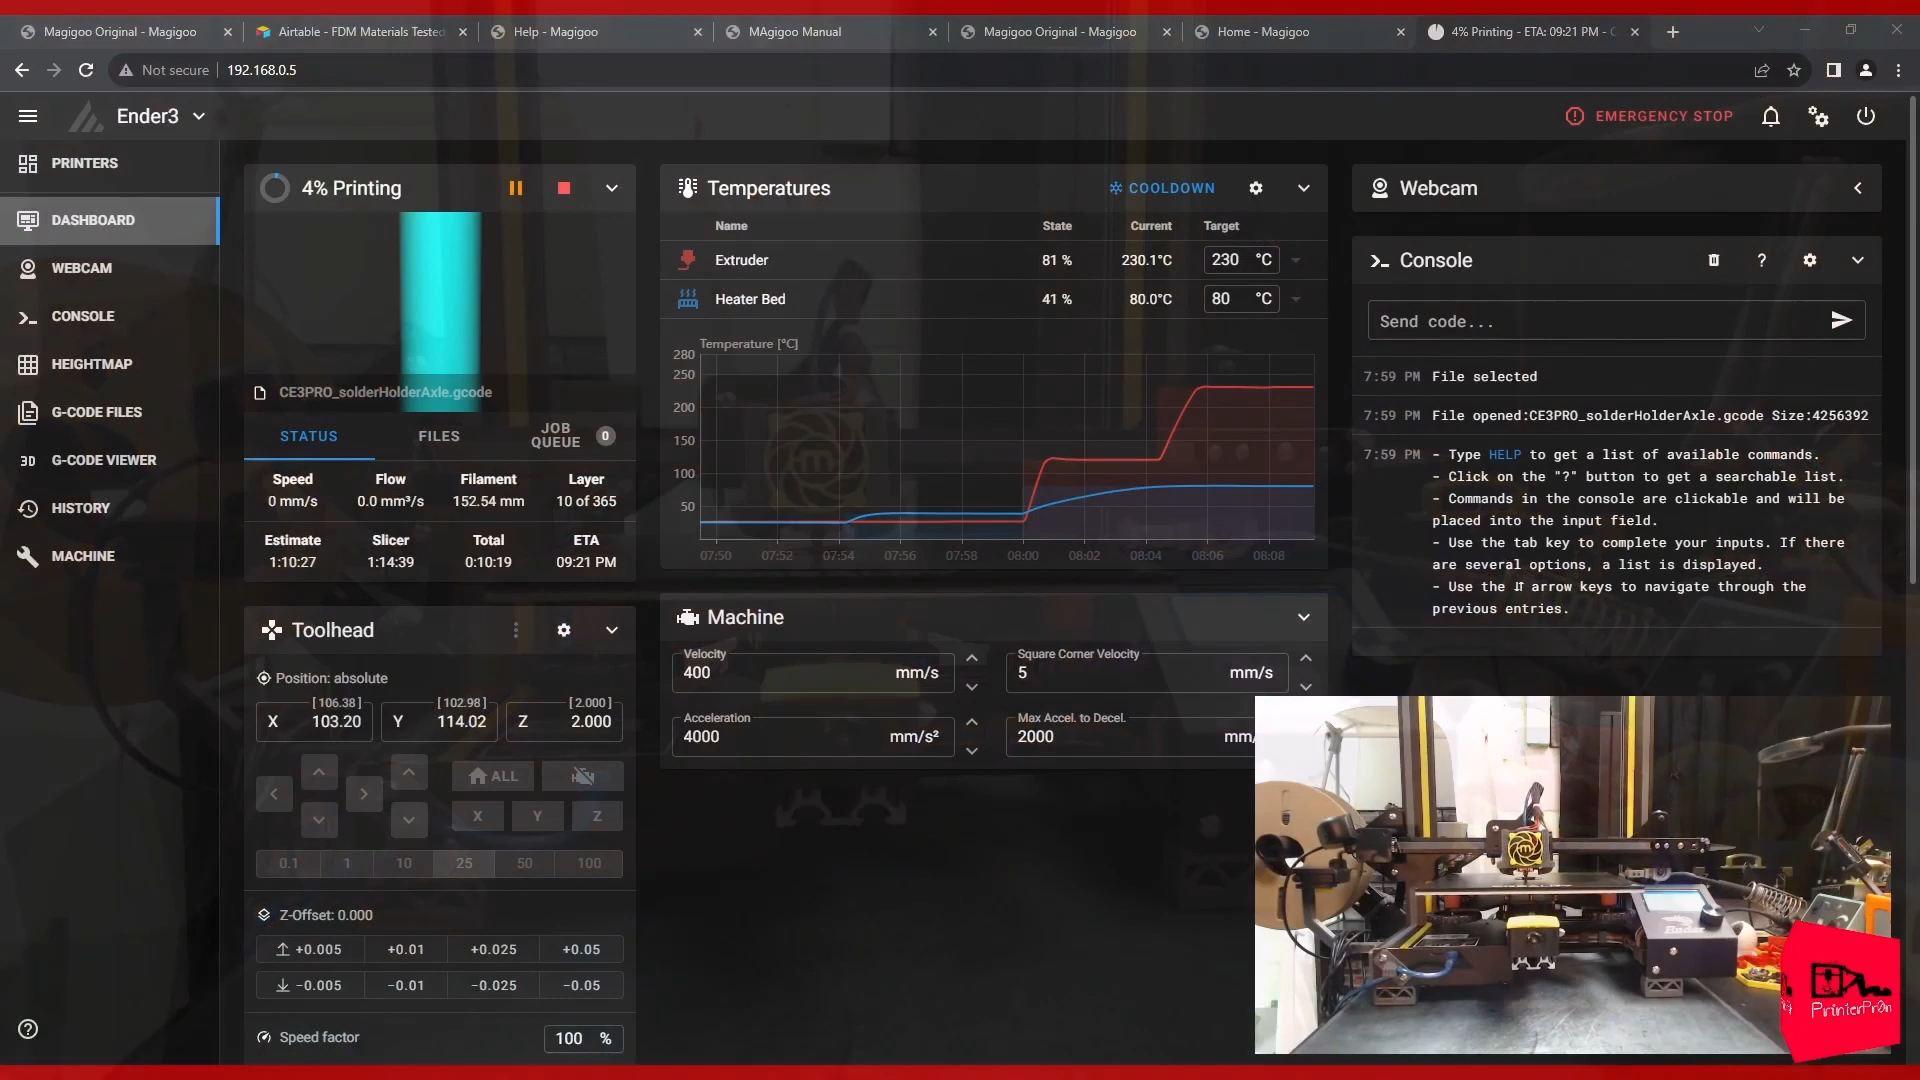 Magigoo Original - Magigoo
Airtable - FDM Materials Tested
Help - Magigoo
MAgigoo Manual
Magigoo Original - Magigoo
Home - Magigoo
4% Printing - ETA: 09:21 PM -
Not secure
192.168.0.5
Ender3
EMERGENCY STOP
PRINTERS
DASHBOARD
WEBCAM
CONSOLE
HEIGHTMAP
G-CODE FILES
3D G-CODE VIEWER
HISTORY
MACHINE
4% Printing
CE3PRO_solderHolderAxle.gcode
STATUS
FILES
JOB QUEUE 0
Speed Flow Filament Layer
0 mm/s 0.0 mm³/s 152.54 mm 10 of 365
Estimate Slicer Total ETA
1:10:27 1:14:39 0:10:19 09:21 PM
Toolhead
Position: absolute
[ 106.38 ] [ 102.98 ] [ 2.000 ]
X 103.20 Y 114.02 Z 2.000
ALL
X Y Z
0.1 1 10 25 50 100
Z-Offset: 0.000
+0.005 +0.01 +0.025 +0.05
−0.005 −0.01 −0.025 −0.05
Speed factor 100 %
Temperatures
COOLDOWN
Name State Current Target
Extruder 81 % 230.1°C 230 °C
Heater Bed 41 % 80.0°C 80 °C
Temperature [°C]
280
250
200
150
100
50
07:50 07:52 07:54 07:56 07:58 08:00 08:02 08:04 08:06 08:08
Machine
Velocity
400 mm/s
Square Corner Velocity
5 mm/s
Acceleration
4000 mm/s²
Max Accel. to Decel.
2000 mm/
Webcam
Console
Send code...
7:59 PM File selected
7:59 PM File opened:CE3PRO_solderHolderAxle.gcode Size:4256392
7:59 PM - Type HELP to get a list of available commands.
- Click on the "?" button to get a searchable list.
- Commands in the console are clickable and will be
placed into the input field.
- Use the tab key to complete your inputs. If there
are several options, a list is displayed.
- Use the ⇵ arrow keys to navigate through the
previous entries.
Ender
PrinterPr0n